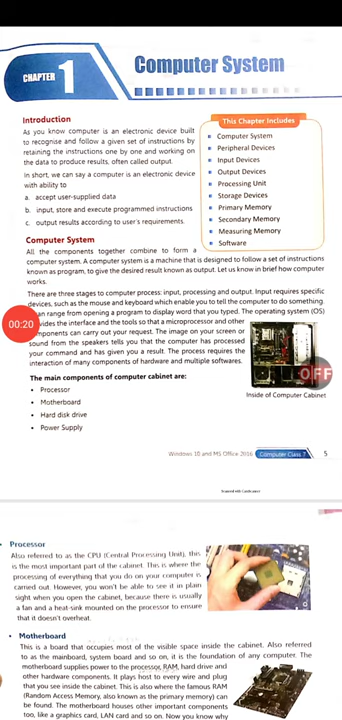 CHAPTER 1
Computer System
Introduction
As you know computer is an electronic device built
to recognise and follow a given set of instructions by
retaining the instructions one by one and working on
the data to produce results, often called output.
In short, we can say a computer is an electronic device
with ability to
a. accept user-supplied data
b. input, store and execute programmed instructions
c. output results according to user's requirements.
This Chapter Includes
Computer System
Peripheral Devices
Input Devices
Output Devices
Processing Unit
Storage Devices
Primary Memory
Secondary Memory
Measuring Memory
Software
Computer System
All the components together combine to form a
computer system. A computer system is a machine that is designed to follow a set of instructions
known as program, to give the desired result known as output. Let us know in brief how computer
works.
There are three stages to computer process: input, processing and output. Input requires specific
devices, such as the mouse and keyboard which enable you to tell the computer to do something.
an range from opening a program to display word that you typed. The operating system (OS)
vides the interface and the tools so that a microprocessor and other
mponents can carry out your request. The image on your screen or
sound from the speakers tells you that the computer has processed
your command and has given you a result. The process requires the
interaction of many components of hardware and multiple softwares.
00:20
OFF
Inside of Computer Cabinet
The main components of computer cabinet are:
• Processor
• Motherboard
• Hard disk drive
• Power Supply
Windows 10 and MS Office 2016 Computer Class 7 5
Scanned with CamScanner
Processor
Also referred to as the CPU (Central Processing Unit), this
is the most important part of the cabinet. This is where the
processing of everything that you do on your computer is
carried out. However, you won't be able to see it in plain
sight when you open the cabinet, because there is usually
a fan and a heat-sink mounted on the processor to ensure
that it doesn't overheat.
• Motherboard
This is a board that occupies most of the visible space inside the cabinet. Also referred
to as the mainboard, system board and so on, it is the foundation of any computer. The
motherboard supplies power to the processor, RAM, hard drive and
other hardware components. It plays host to every wire and plug
that you see inside the cabinet. This is also where the famous RAM
(Random Access Memory, also known as the primary memory) can
be found. The motherboard houses other important components
too, like a graphics card, LAN card and so on. Now you know why